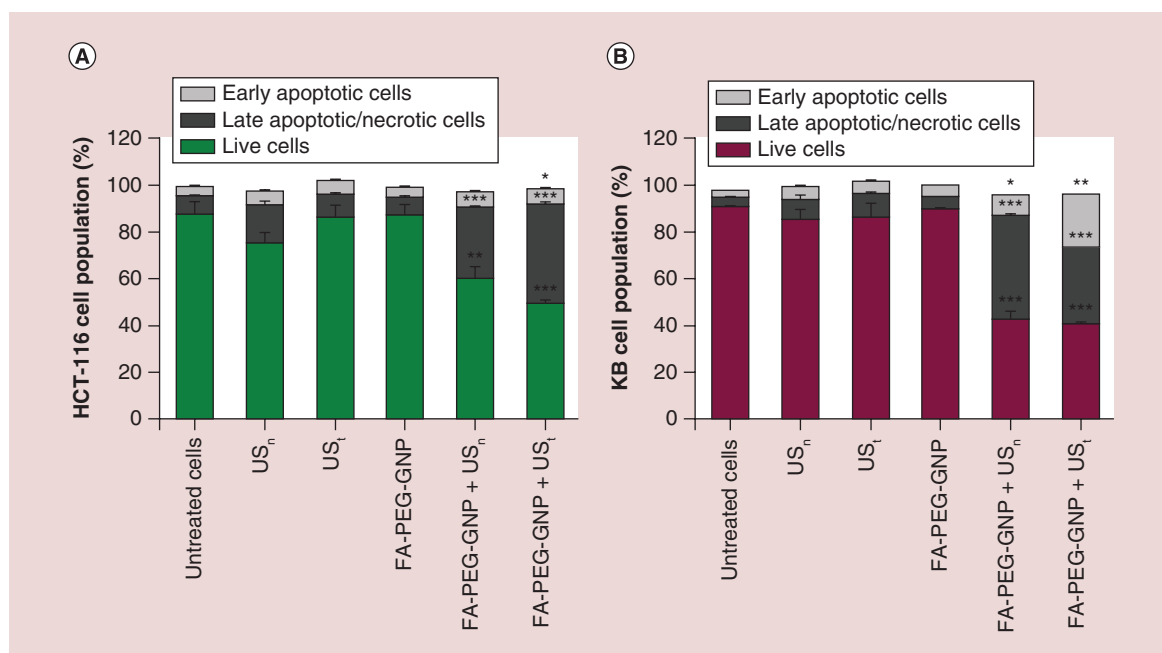 A
Early apoptotic cells
Late apoptotic/necrotic cells
Live cells
HCT-116 cell population (%)
120
100
80
60
40
20
0
***
**
*
***
***
Untreated cells
USn
USt
FA-PEG-GNP
FA-PEG-GNP + USn
FA-PEG-GNP + USt
B
Early apoptotic cells
Late apoptotic/necrotic cells
Live cells
KB cell population (%)
120
100
80
60
40
20
0
*
***
***
**
***
***
Untreated cells
USn
USt
FA-PEG-GNP
FA-PEG-GNP + USn
FA-PEG-GNP + USt